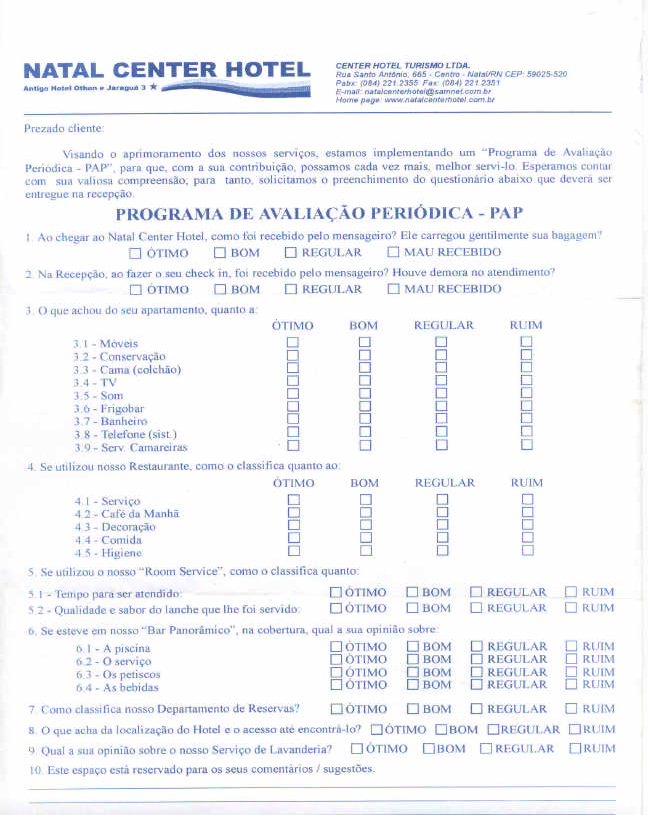 NATAL CENTER HOTEL
Antigo Hotel Othon e Jaraguá 3 ★
CENTER HOTEL TURISMO LTDA.
Rua Santo Antônio, 665 - Centro - Natal/RN CEP: 59025-520
Pabx: (084) 221.2355 Fax: (084) 221.2351
E-mail: natalcenterhotel@samnet.com.br
Home page: www.natalcenterhotel.com.br
Prezado cliente:
Visando o aprimoramento dos nossos serviços, estamos implementando um "Programa de Avaliação
Periódica - PAP", para que, com a sua contribuição, possamos cada vez mais, melhor servi-lo. Esperamos contar
com sua valiosa compreensão; para tanto, solicitamos o preenchimento do questionário abaixo que deverá ser
entregue na recepção.
PROGRAMA DE AVALIAÇÃO PERIÓDICA - PAP
1. Ao chegar ao Natal Center Hotel, como foi recebido pelo mensageiro? Ele carregou gentilmente sua bagagem?
☐ ÓTIMO ☐ BOM ☐ REGULAR ☐ MAU RECEBIDO
2. Na Recepção, ao fazer o seu check in, foi recebido pelo mensageiro? Houve demora no atendimento?
☐ ÓTIMO ☐ BOM ☐ REGULAR ☐ MAU RECEBIDO
3. O que achou do seu apartamento, quanto a:
ÓTIMO BOM REGULAR RUIM
3.1 - Móveis ☐ ☐ ☐ ☐
3.2 - Conservação ☐ ☐ ☐ ☐
3.3 - Cama (colchão) ☐ ☐ ☐ ☐
3.4 - TV ☐ ☐ ☐ ☐
3.5 - Som ☐ ☐ ☐ ☐
3.6 - Frigobar ☐ ☐ ☐ ☐
3.7 - Banheiro ☐ ☐ ☐ ☐
3.8 - Telefone (sist.) ☐ ☐ ☐ ☐
3.9 - Serv. Camareiras ☐ ☐ ☐ ☐
4. Se utilizou nosso Restaurante, como o classifica quanto ao:
ÓTIMO BOM REGULAR RUIM
4.1 - Serviço ☐ ☐ ☐ ☐
4.2 - Café da Manhã ☐ ☐ ☐ ☐
4.3 - Decoração ☐ ☐ ☐ ☐
4.4 - Comida ☐ ☐ ☐ ☐
4.5 - Higiene ☐ ☐ ☐ ☐
5. Se utilizou o nosso "Room Service", como o classifica quanto:
5.1 - Tempo para ser atendido: ☐ ÓTIMO ☐ BOM ☐ REGULAR ☐ RUIM
5.2 - Qualidade e sabor do lanche que lhe foi servido: ☐ ÓTIMO ☐ BOM ☐ REGULAR ☐ RUIM
6. Se esteve em nosso "Bar Panorâmico", na cobertura, qual a sua opinião sobre:
6.1 - A piscina ☐ ÓTIMO ☐ BOM ☐ REGULAR ☐ RUIM
6.2 - O serviço ☐ ÓTIMO ☐ BOM ☐ REGULAR ☐ RUIM
6.3 - Os petiscos ☐ ÓTIMO ☐ BOM ☐ REGULAR ☐ RUIM
6.4 - As bebidas ☐ ÓTIMO ☐ BOM ☐ REGULAR ☐ RUIM
7. Como classifica nosso Departamento de Reservas? ☐ ÓTIMO ☐ BOM ☐ REGULAR ☐ RUIM
8. O que acha da localização do Hotel e o acesso até encontrá-lo? ☐ ÓTIMO ☐ BOM ☐ REGULAR ☐ RUIM
9. Qual a sua opinião sobre o nosso Serviço de Lavanderia? ☐ ÓTIMO ☐ BOM ☐ REGULAR ☐ RUIM
10. Este espaço está reservado para os seus comentários / sugestões.